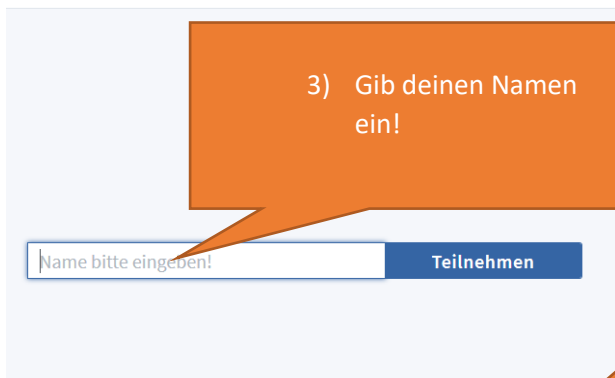 3) Gib deinen Namen
ein!
Name bitte eingeben!
Teilnehmen